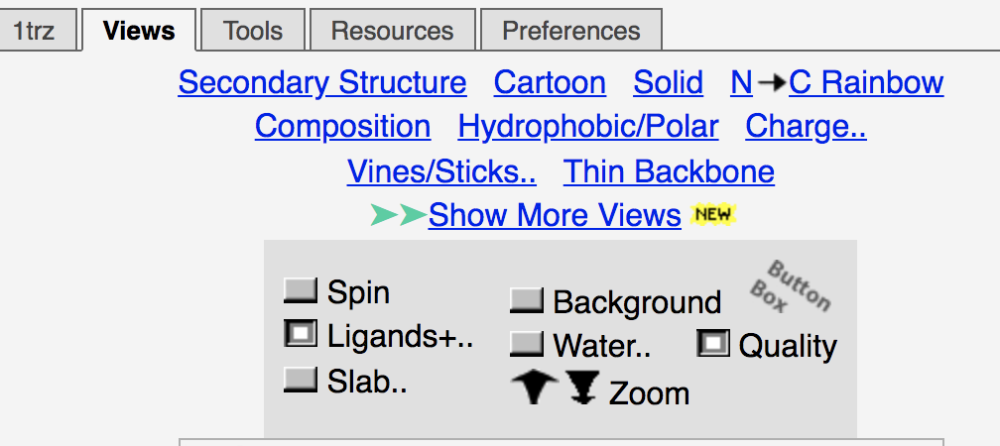 1trz Views Tools Resources Preferences
Secondary Structure Cartoon Solid N→C Rainbow
Composition Hydrophobic/Polar Charge..
Vines/Sticks.. Thin Backbone
Show More Views NEW
Button
Box
Spin Background
Ligands+.. Water.. Quality
Slab.. Zoom